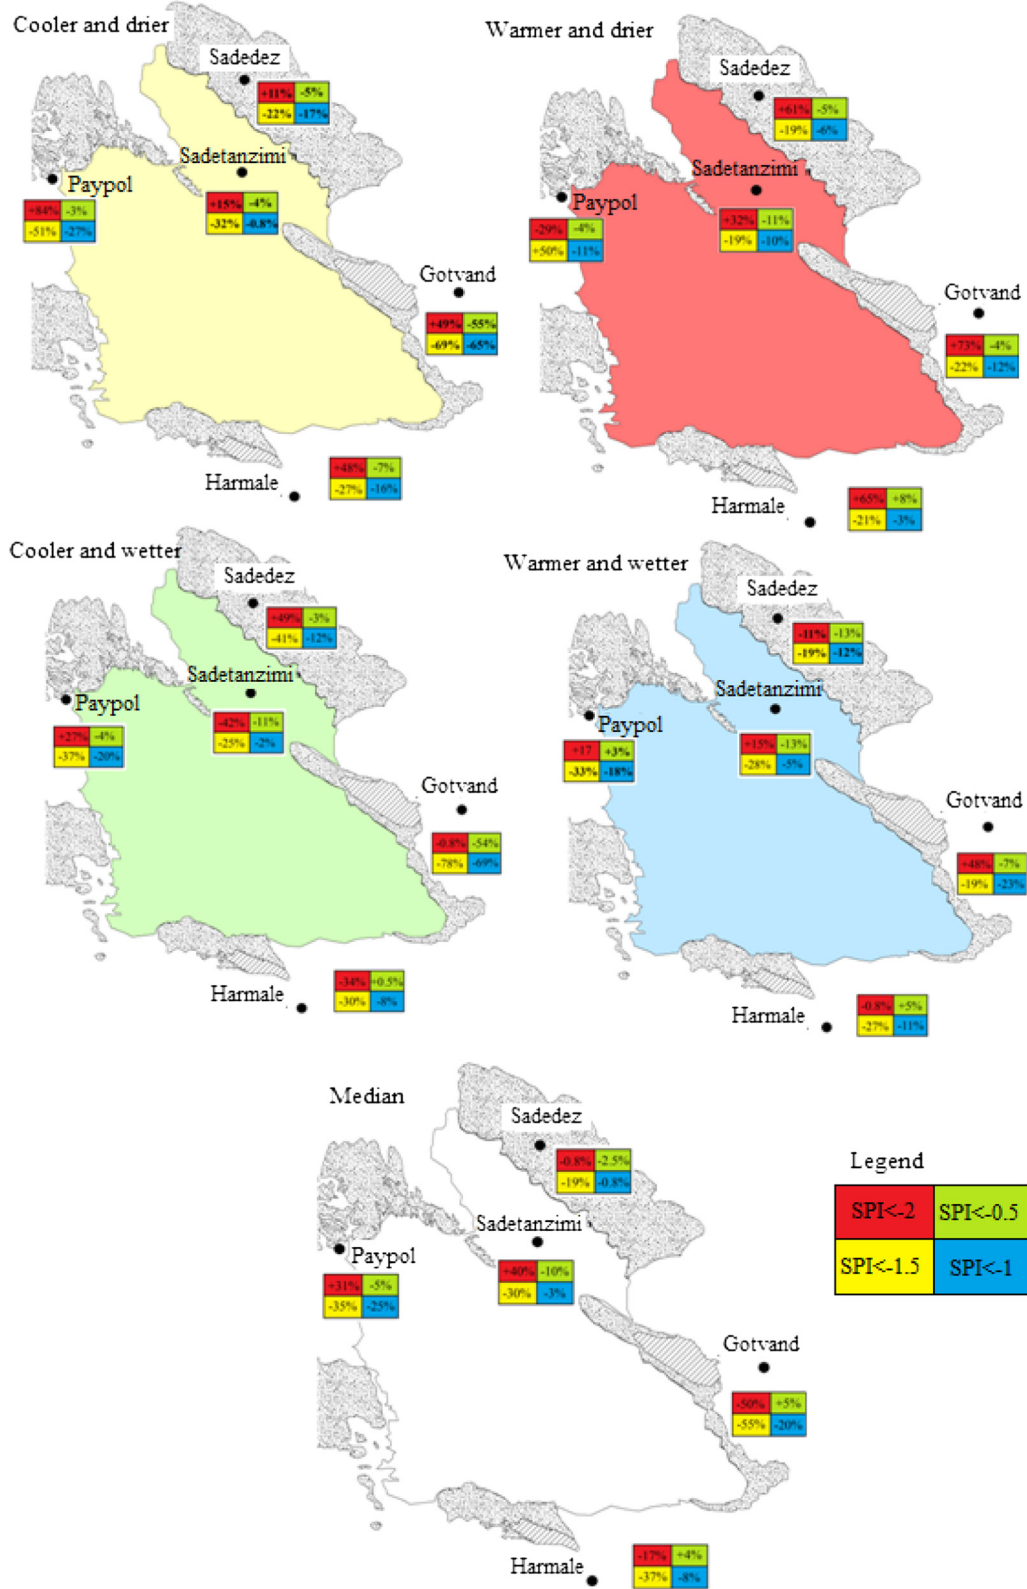 Cooler and drier
Sadedez
+11% -5%
-22% -17%
Sadetanzimi
+15% -4%
-32% -0.8%
Paypol
+84% -3%
-51% -27%
Gotvand
+49% -55%
-69% -65%
Harmale
+48% -7%
-27% -16%
Warmer and drier
Sadedez
+61% -5%
-19% -6%
Sadetanzimi
+32% -11%
-19% -10%
Paypol
-29% -4%
+50% -11%
Gotvand
+73% -4%
-22% -12%
Harmale
+65% +8%
-21% -3%
Cooler and wetter
Sadedez
+49% -3%
-41% -12%
Sadetanzimi
-42% -11%
-25% -2%
Paypol
+27% -4%
-37% -20%
Gotvand
-0.8% -54%
-78% -69%
Harmale
-34% +0.5%
-30% -8%
Warmer and wetter
Sadedez
-11% -13%
-19% -12%
Sadetanzimi
+15% -13%
-28% -5%
Paypol
+17 +3%
-33% -18%
Gotvand
+48% -7%
-19% -23%
Harmale
-0.8% +5%
-27% -11%
Median
Sadedez
-0.8% -2.5%
-19% -0.8%
Sadetanzimi
+40% -10%
-30% -3%
Paypol
+31% -5%
-35% -25%
Gotvand
-50% +5%
-55% -20%
Harmale
-17% +4%
-37% -8%
Legend
SPI<-2 SPI<-0.5
SPI<-1.5 SPI<-1